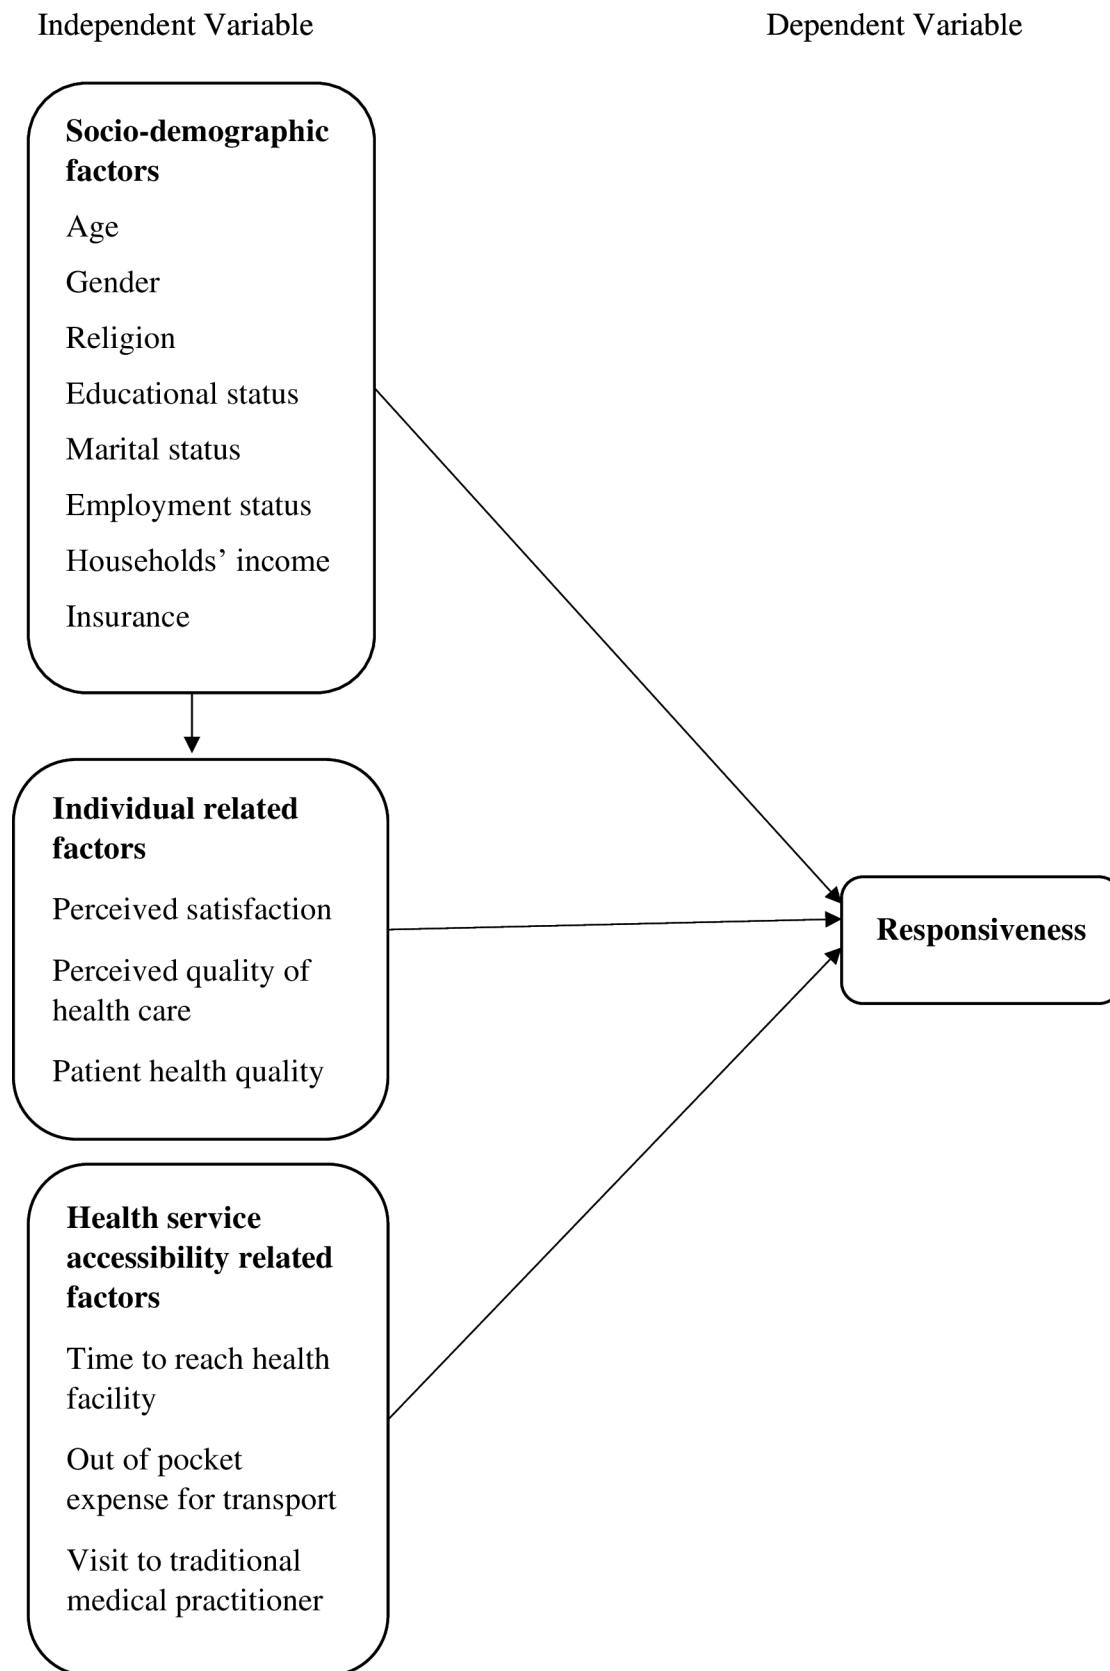 Independent Variable
Dependent Variable
Socio-demographic
factors
Age
Gender
Religion
Educational status
Marital status
Employment status
Households’ income
Insurance
Individual related
factors
Perceived satisfaction
Perceived quality of
health care
Patient health quality
Responsiveness
Health service
accessibility related
factors
Time to reach health
facility
Out of pocket
expense for transport
Visit to traditional
medical practitioner